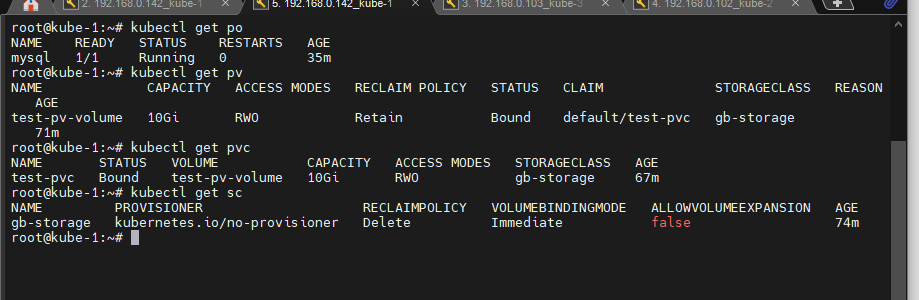 2. 192.168.0.142_kube-1
5. 192.168.0.142_kube-1
3. 192.168.0.103_kube-3
4. 192.168.0.102_kube-2
root@kube-1:~# kubectl get po
NAME    READY   STATUS    RESTARTS   AGE
mysql   1/1     Running   0          35m
root@kube-1:~# kubectl get pv
NAME             CAPACITY   ACCESS MODES   RECLAIM POLICY   STATUS   CLAIM              STORAGECLASS   REASON
   AGE
test-pv-volume   10Gi       RWO            Retain           Bound    default/test-pvc   gb-storage
   71m
root@kube-1:~# kubectl get pvc
NAME       STATUS   VOLUME           CAPACITY   ACCESS MODES   STORAGECLASS   AGE
test-pvc   Bound    test-pv-volume   10Gi       RWO            gb-storage     67m
root@kube-1:~# kubectl get sc
NAME         PROVISIONER                    RECLAIMPOLICY   VOLUMEBINDINGMODE   ALLOWVOLUMEEXPANSION   AGE
gb-storage   kubernetes.io/no-provisioner   Delete          Immediate           false                  74m
root@kube-1:~#